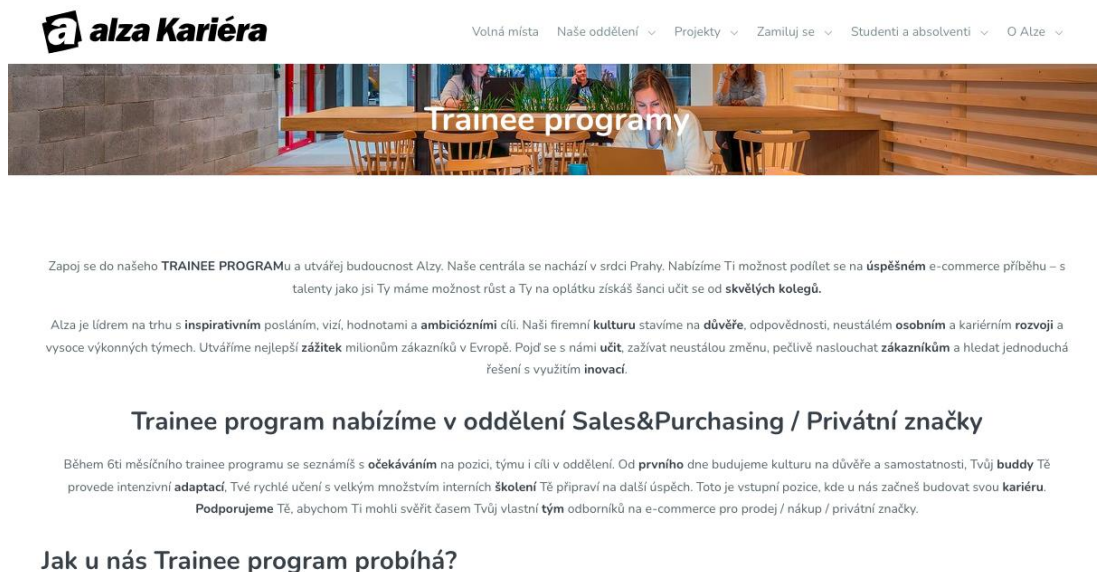 alza Kariéra
Volná místa Naše oddělení Projekty Zamiluj se Studenti a absolventi O Alze
Trainee programy
Zapoj se do našeho TRAINEE PROGRAMu a utvářej budoucnost Alzy. Naše centrála se nachází v srdci Prahy. Nabízíme Ti možnost podílet se na úspěšném e-commerce příběhu – s
talenty jako jsi Ty máme možnost růst a Ty na oplátku získáš šanci učit se od skvělých kolegů.
Alza je lídrem na trhu s inspirativním posláním, vizí, hodnotami a ambiciózními cíli. Naši firemní kulturu stavíme na důvěře, odpovědnosti, neustálém osobním a kariérním rozvoji a
vysoce výkonných týmech. Utváříme nejlepší zážitek milionům zákazníků v Evropě. Pojď se s námi učit, zažívat neustálou změnu, pečlivě naslouchat zákazníkům a hledat jednoduchá
řešení s využitím inovací.
Trainee program nabízíme v oddělení Sales&Purchasing / Privátní značky
Během 6ti měsíčního trainee programu se seznámíš s očekáváním na pozici, týmu i cíli v oddělení. Od prvního dne budujeme kulturu na důvěře a samostatnosti, Tvůj buddy Tě
provede intenzivní adaptací, Tvé rychlé učení s velkým množstvím interních školení Tě připraví na další úspěch. Toto je vstupní pozice, kde u nás začneš budovat svou kariéru.
Podporujeme Tě, abychom Ti mohli svěřit časem Tvůj vlastní tým odborníků na e-commerce pro prodej / nákup / privátní značky.
Jak u nás Trainee program probíhá?